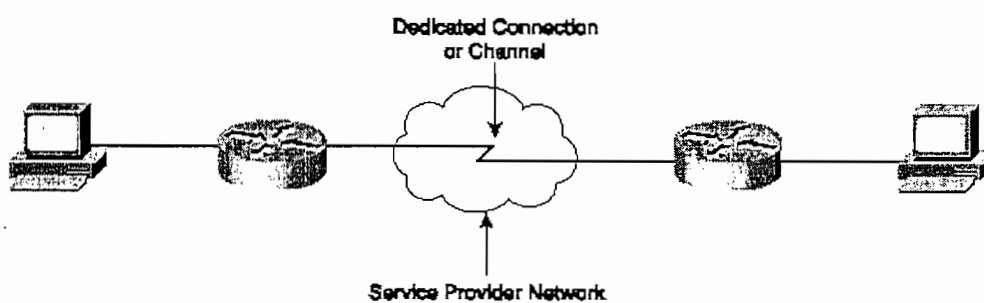 Dedicated Connection
or Channel
Service Provider Network